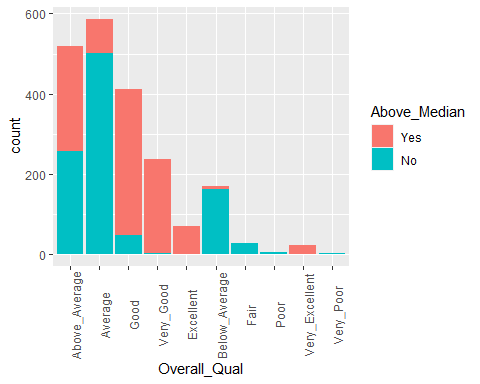 600
400
200
0
count
Above_Average
Average
Good
Very_Good
Excellent
Below_Average
Fair
Poor
Very_Excellent
Very_Poor
Overall_Qual
Above_Median
Yes
No